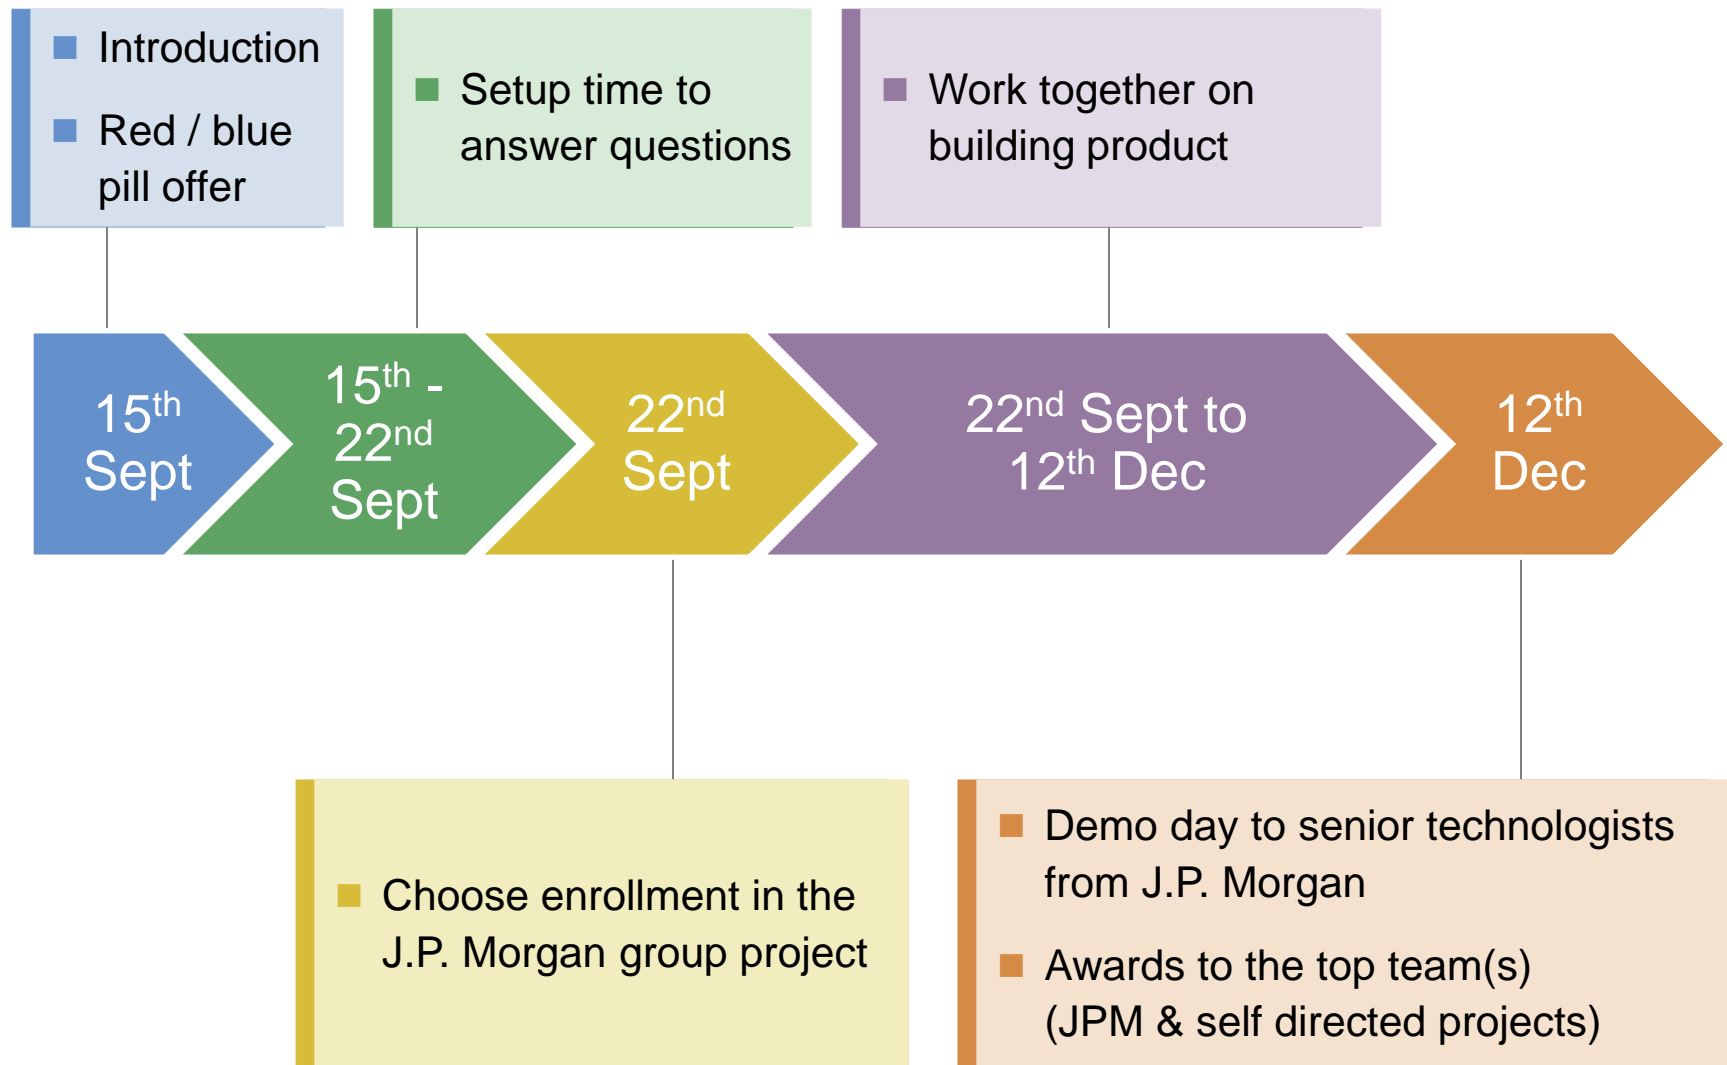 Introduction
Red / blue
pill offer
Setup time to
answer questions
Work together on
building product
15th
Sept
15th -
22nd
Sept
22nd
Sept
22nd Sept to
12th Dec
12th
Dec
Choose enrollment in the
J.P. Morgan group project
Demo day to senior technologists
from J.P. Morgan
Awards to the top team(s)
(JPM & self directed projects)